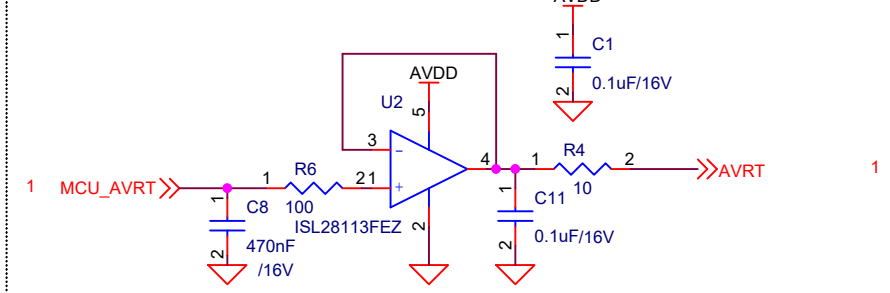 AVDD
1
C1
2
0.1uF/16V
AVDD
U2
5
3
-
4
1
R4
2
AVRT
1
MCU_AVRT
1
R6
2
1
+
10
1
C8
100
ISL28113FEZ
2
1
C11
470nF
0.1uF/16V
2
/16V
2
1